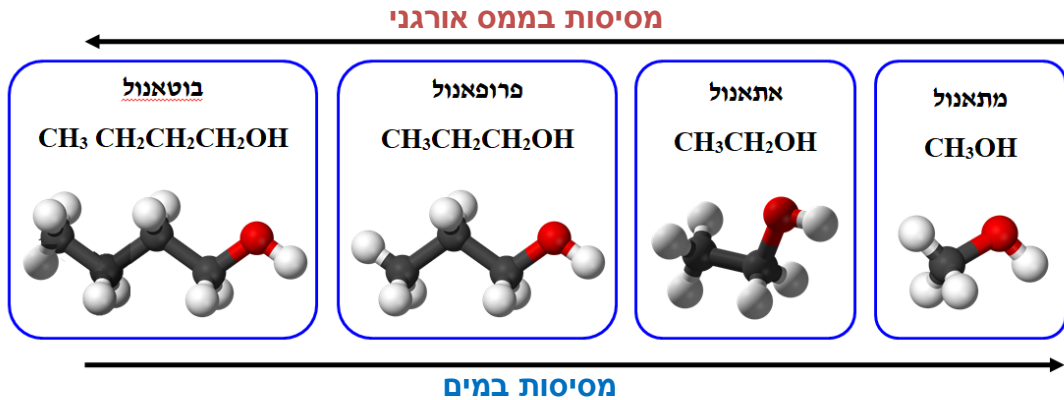 מסיסות בממס אורגני
מתאנול
CH₃OH
אתאנול
CH₃CH₂OH
פרופאנול
CH₃CH₂CH₂OH
בוטאנול
CH₃ CH₂CH₂CH₂OH
מסיסות במים